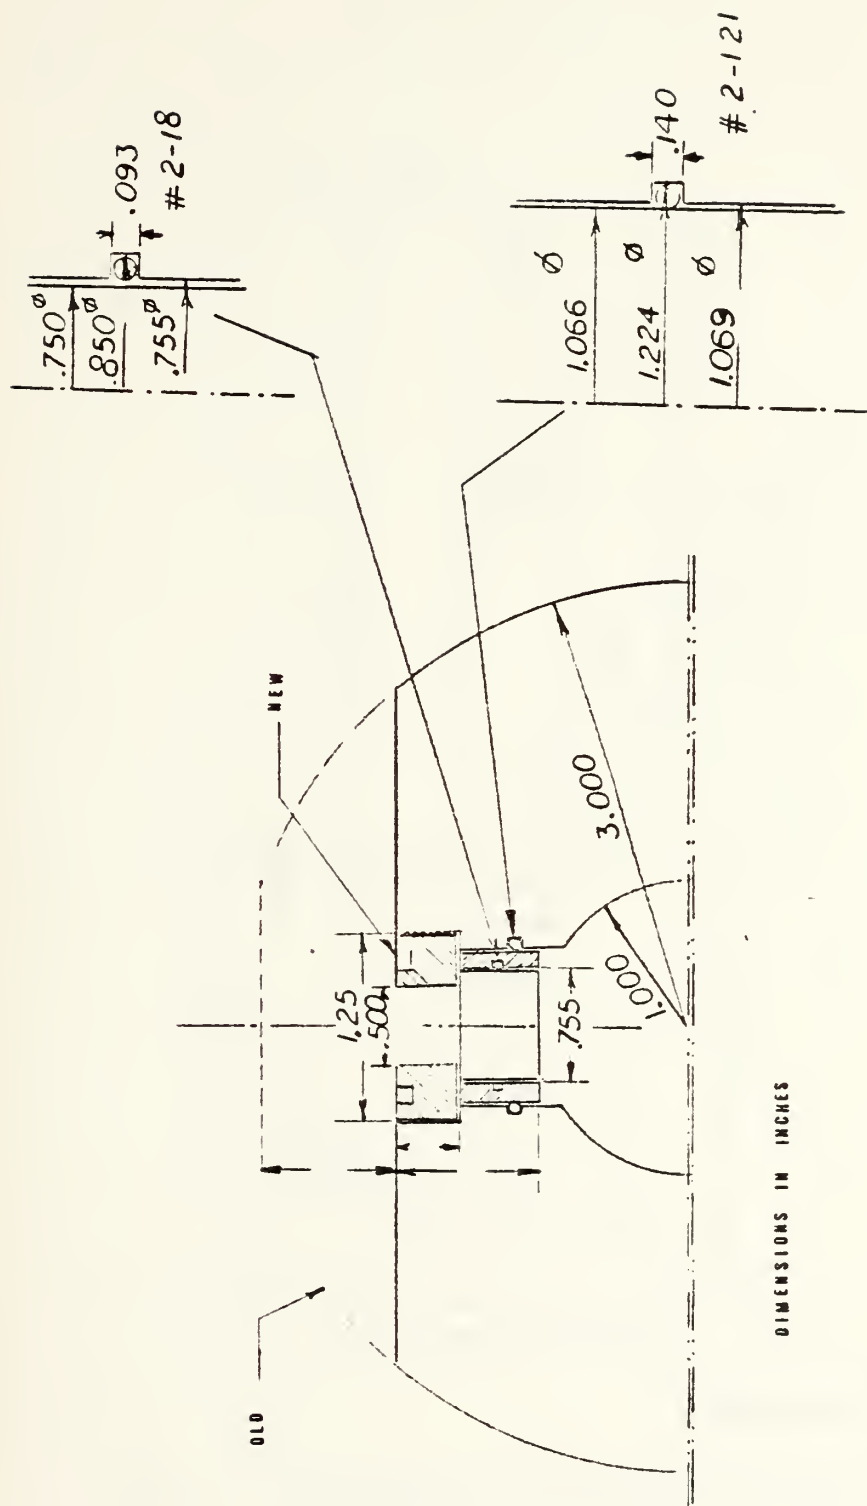 .093
# 2-18
.750 ø
.850 ø
.755 ø
.140
# 2-121
1.066 ø
1.224 ø
1.069 ø
NEW
3.000
1.25
.500
.755
1.000
OLD
DIMENSIONS IN INCHES